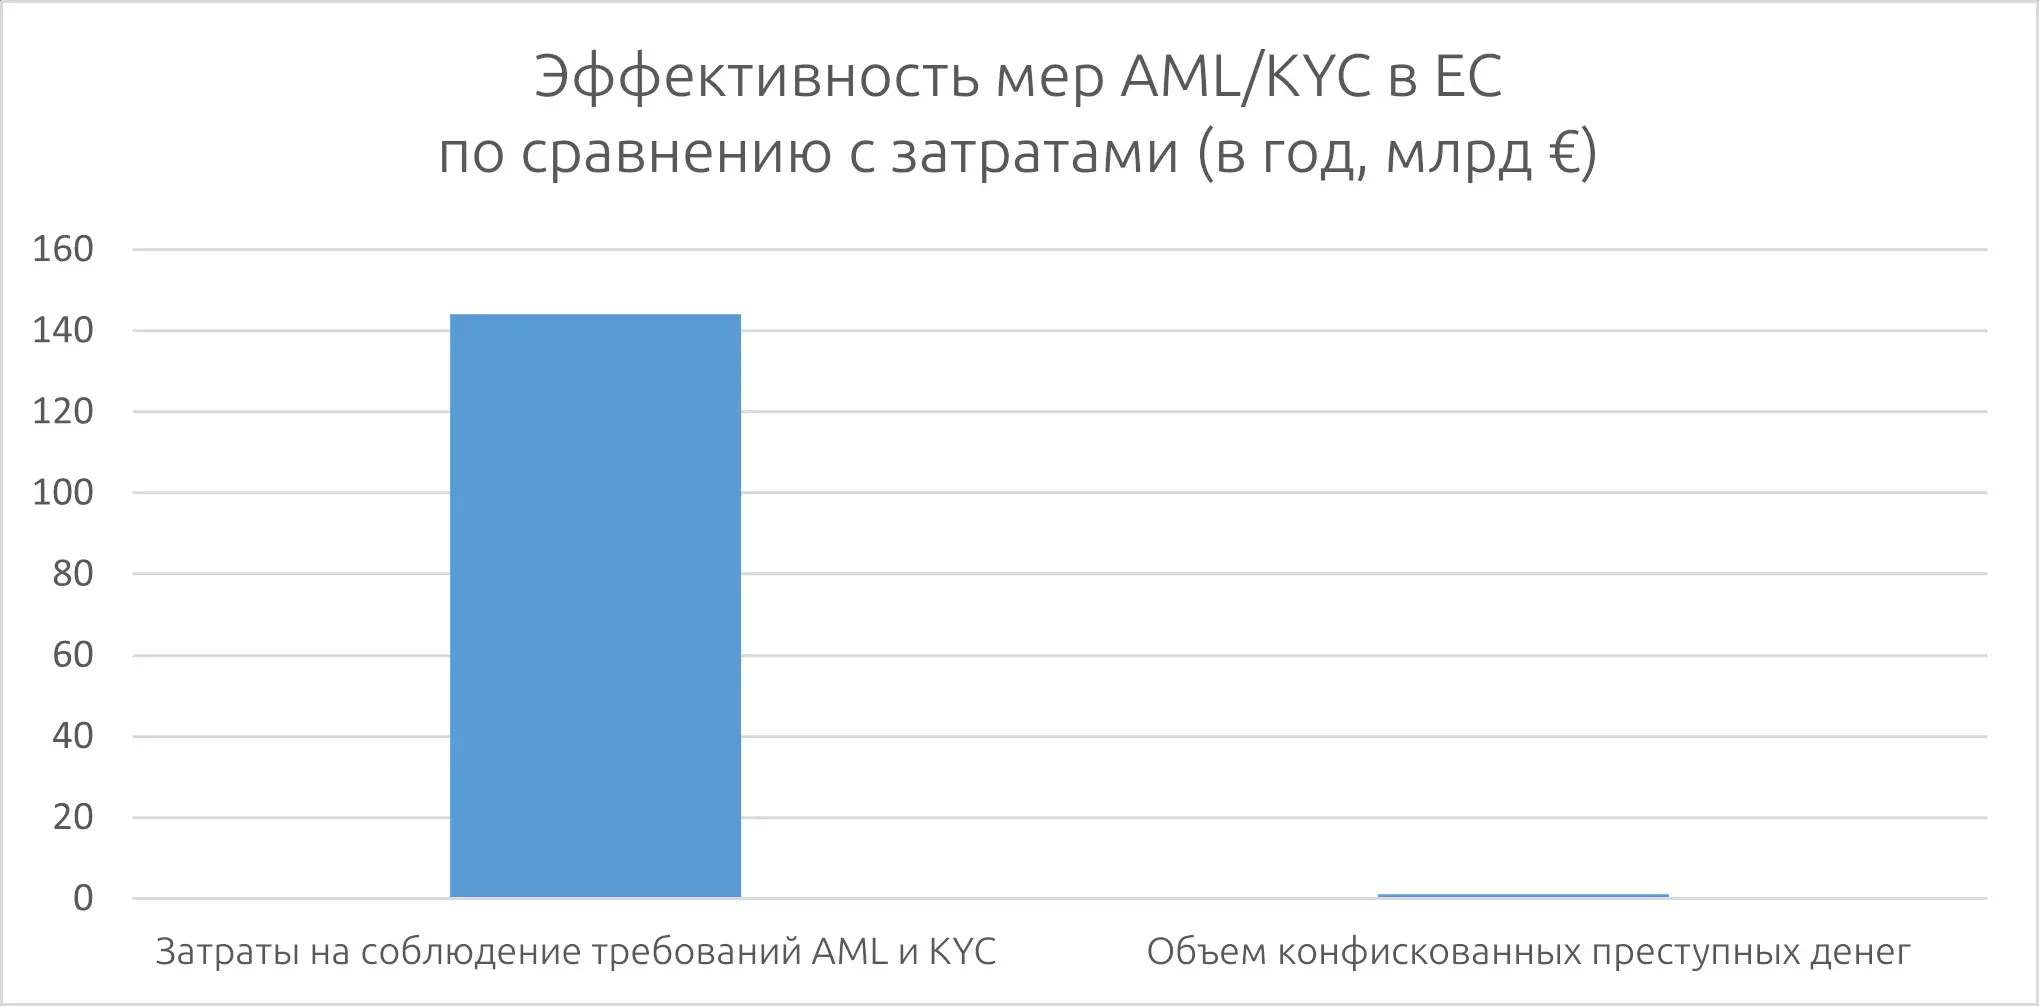 Эффективность мер AML/KYC в ЕС
по сравнению с затратами (в год, млрд €)
160
140
120
100
80
60
40
20
0
Затраты на соблюдение требований AML и KYC
Объем конфискованных преступных денег